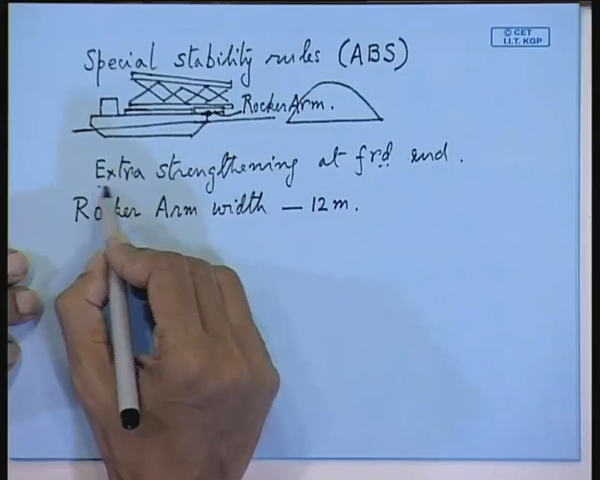 © CET
I.I.T. KGP
Special stability rules (ABS)
Rocker Arm.
Extra strengthening at frd end.
Rocker Arm width — 12 m.